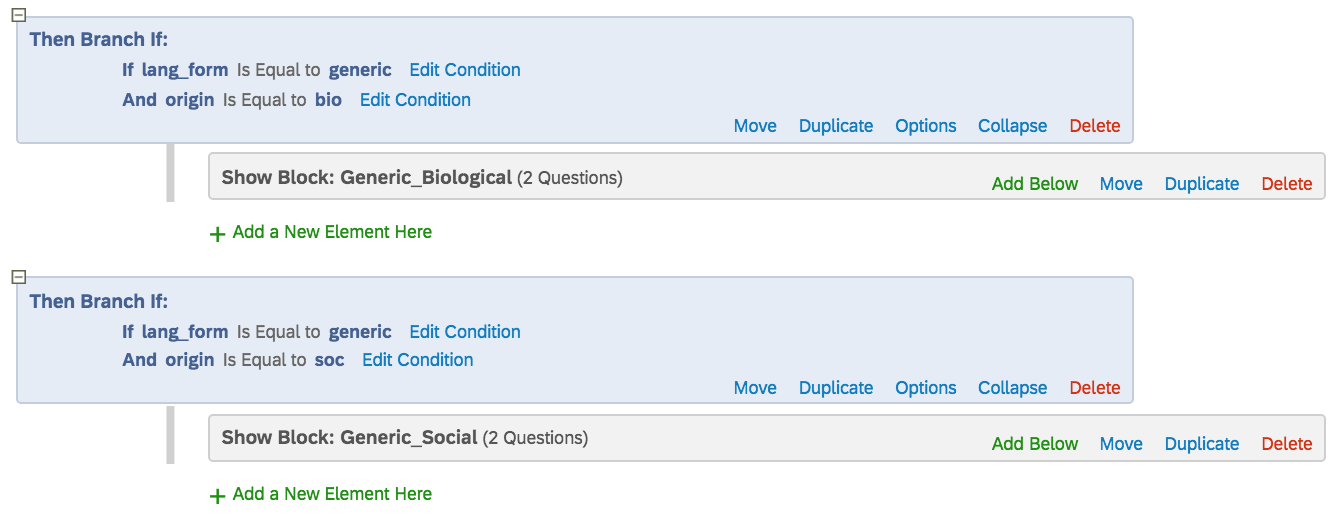 Then Branch If:
If lang_form Is Equal to generic Edit Condition
And origin Is Equal to bio Edit Condition
Move Duplicate Options Collapse Delete
Show Block: Generic_Biological (2 Questions) Add Below Move Duplicate Delete
+ Add a New Element Here
Then Branch If:
If lang_form Is Equal to generic Edit Condition
And origin Is Equal to soc Edit Condition
Move Duplicate Options Collapse Delete
Show Block: Generic_Social (2 Questions) Add Below Move Duplicate Delete
+ Add a New Element Here